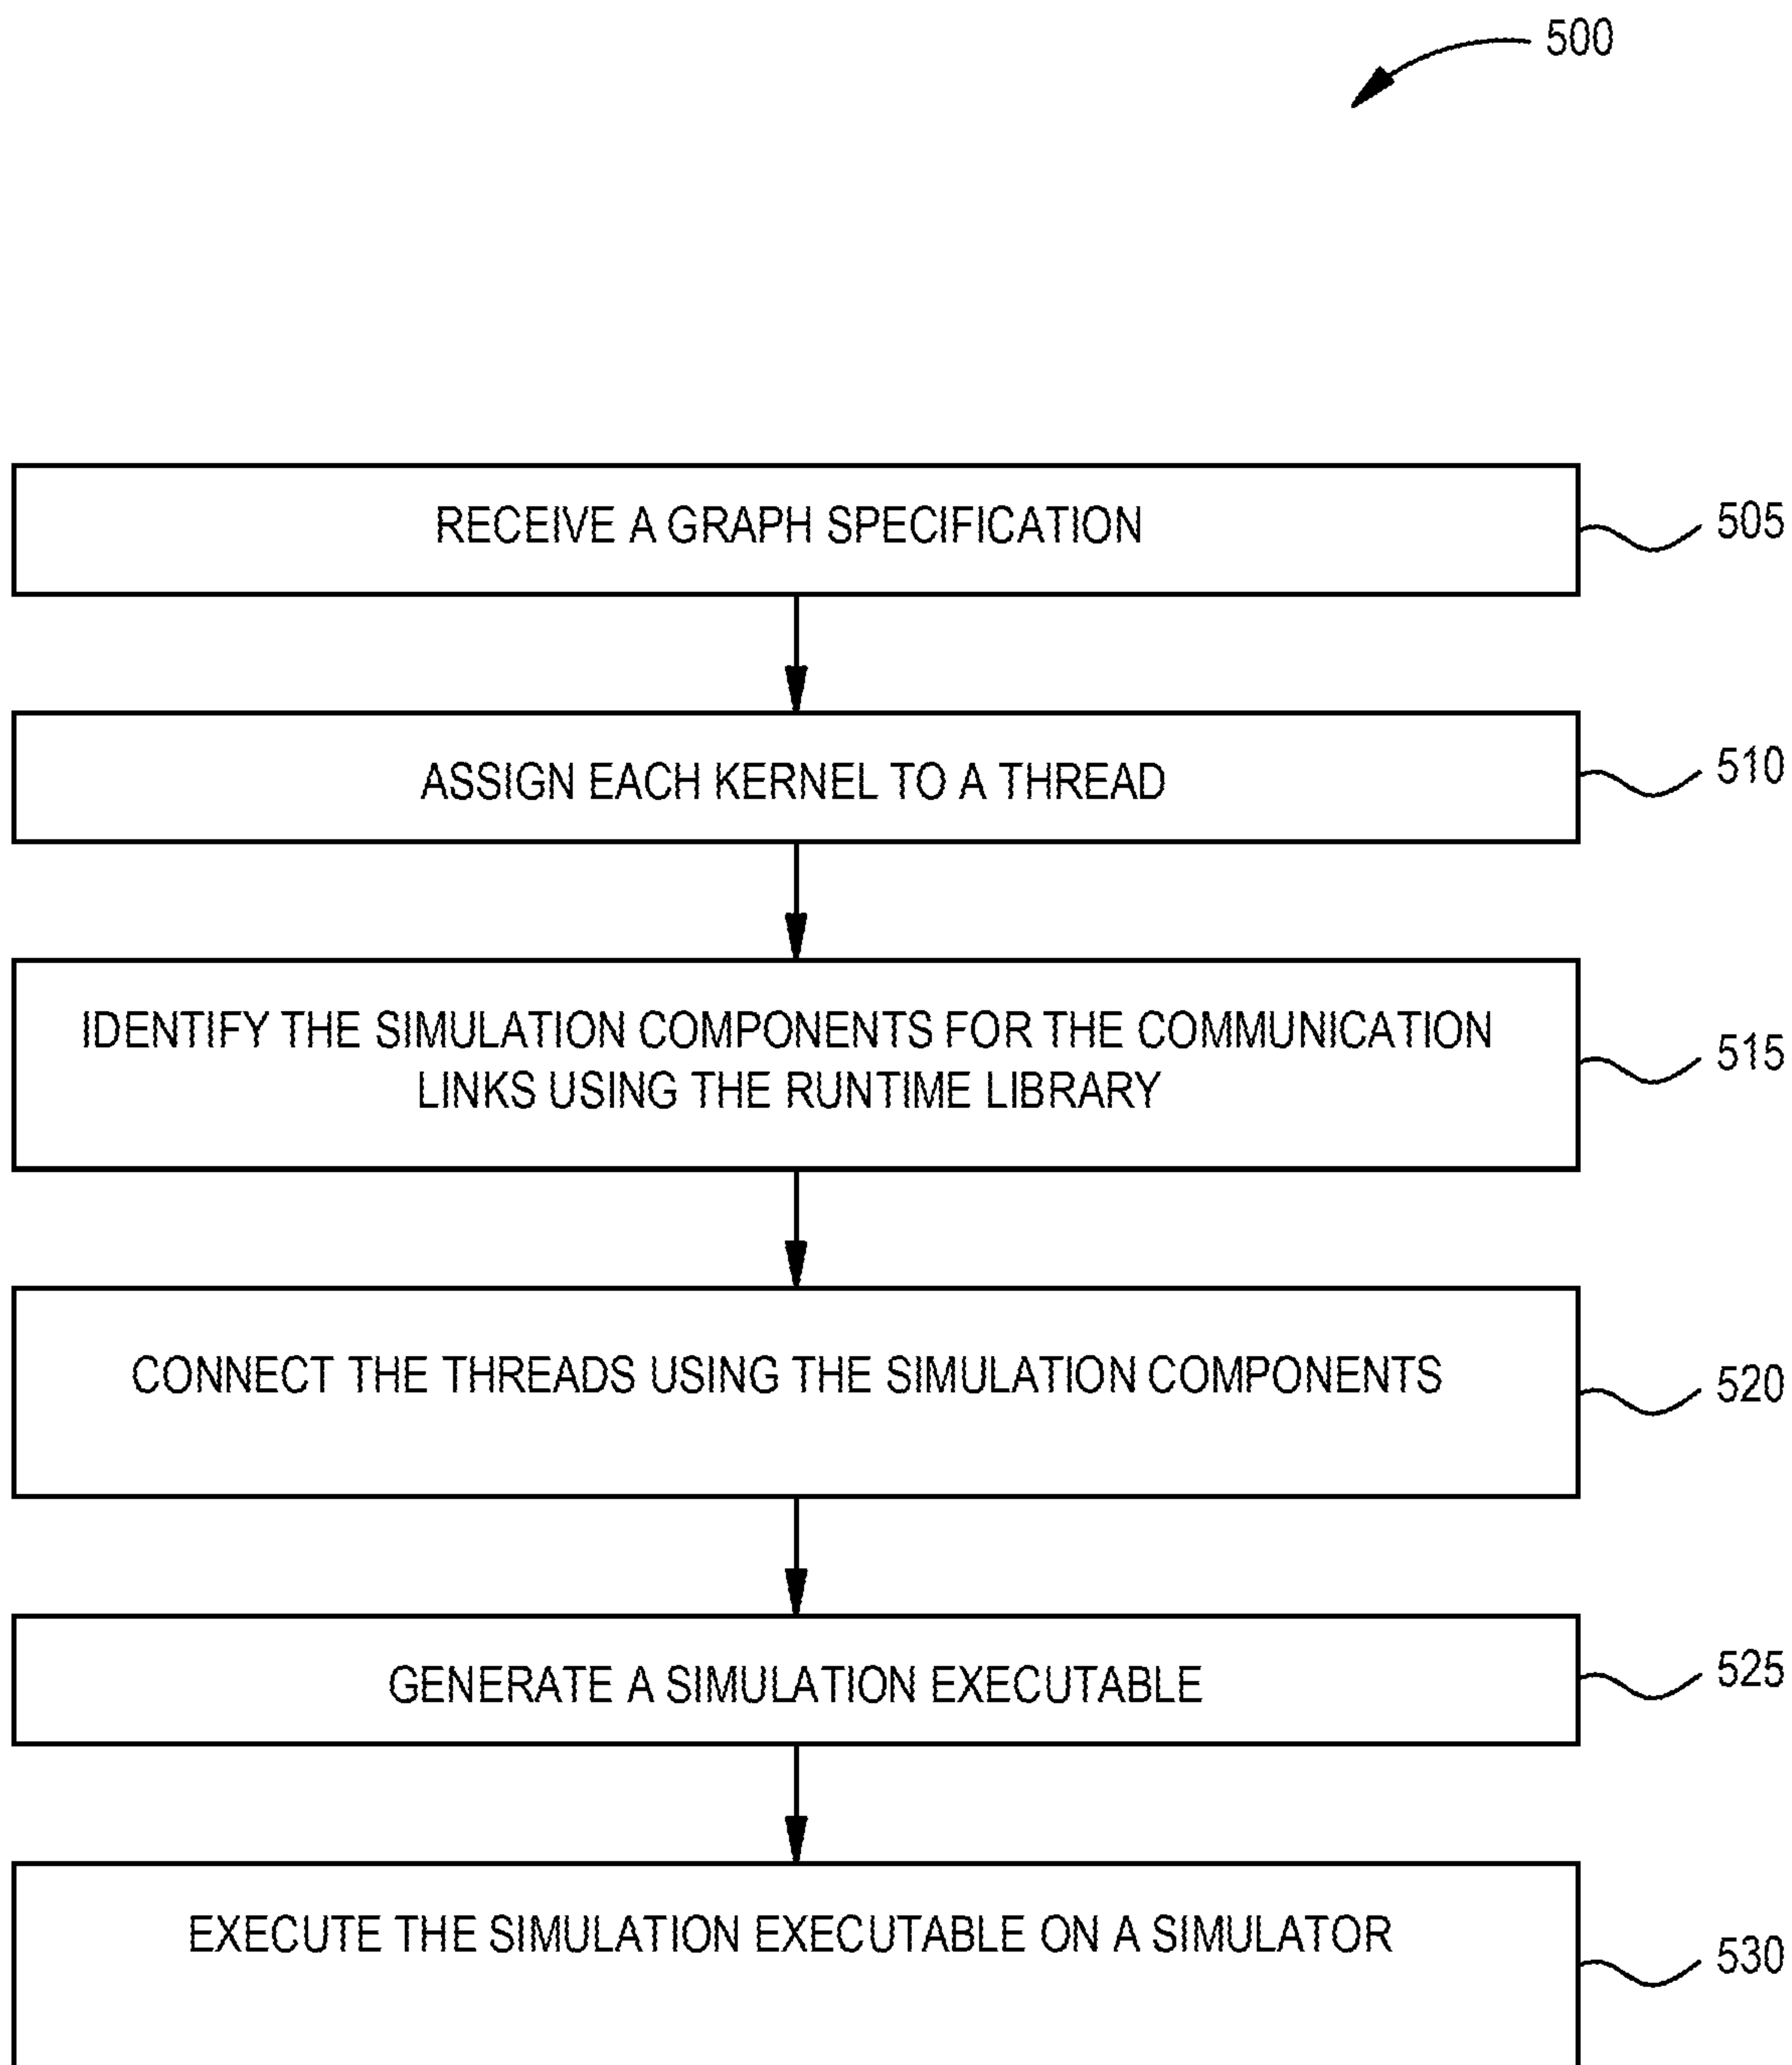 500
RECEIVE A GRAPH SPECIFICATION
505
ASSIGN EACH KERNEL TO A THREAD
510
IDENTIFY THE SIMULATION COMPONENTS FOR THE COMMUNICATION
LINKS USING THE RUNTIME LIBRARY
515
CONNECT THE THREADS USING THE SIMULATION COMPONENTS
520
GENERATE A SIMULATION EXECUTABLE
525
EXECUTE THE SIMULATION EXECUTABLE ON A SIMULATOR
530